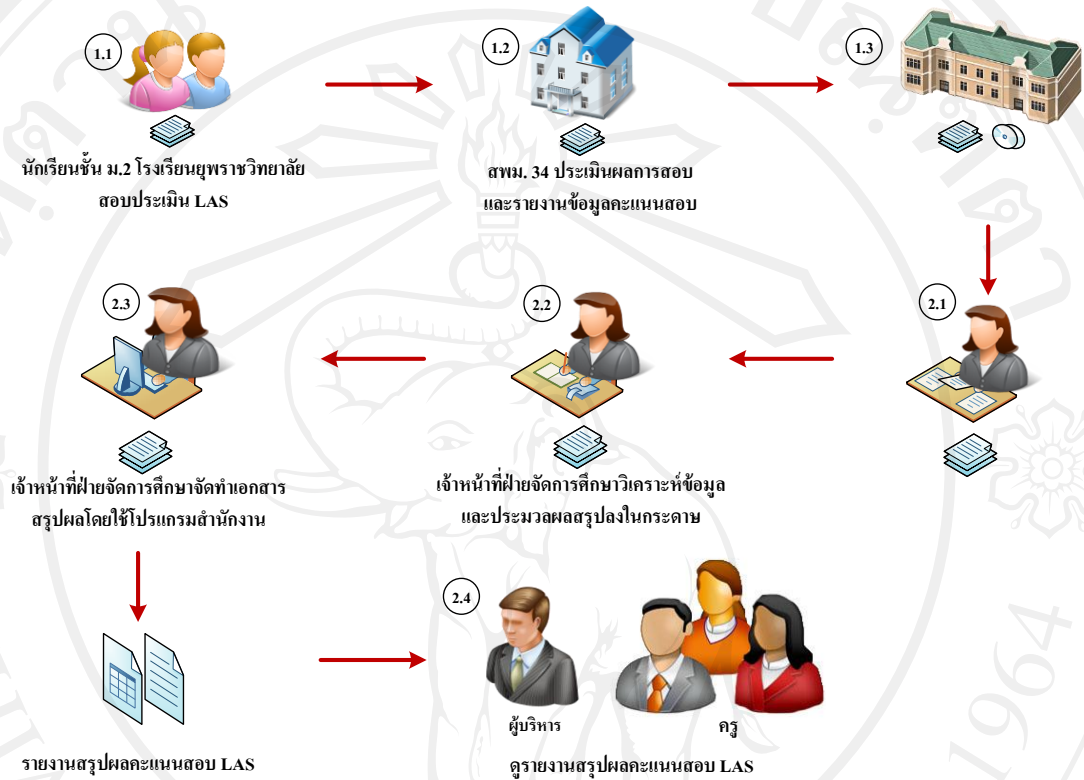 1.1
1.2
1.3
นักเรียนชั้น ม.2 โรงเรียนยุพราชวิทยาลัย
สอบประเมิน LAS
สพม. 34 ประเมินผลการสอบ
และรายงานข้อมูลคะแนนสอบ
2.3
2.2
2.1
เจ้าหน้าที่ฝ่ายจัดการศึกษาจัดทำเอกสาร
สรุปผลโดยใช้โปรแกรมสำนักงาน
เจ้าหน้าที่ฝ่ายจัดการศึกษาวิเคราะห์ข้อมูล
และประมวลผลสรุปลงในกระดาษ
2.4
ผู้บริหาร
ครู
รายงานสรุปผลคะแนนสอบ LAS
ดูรายงานสรุปผลคะแนนสอบ LAS
1964